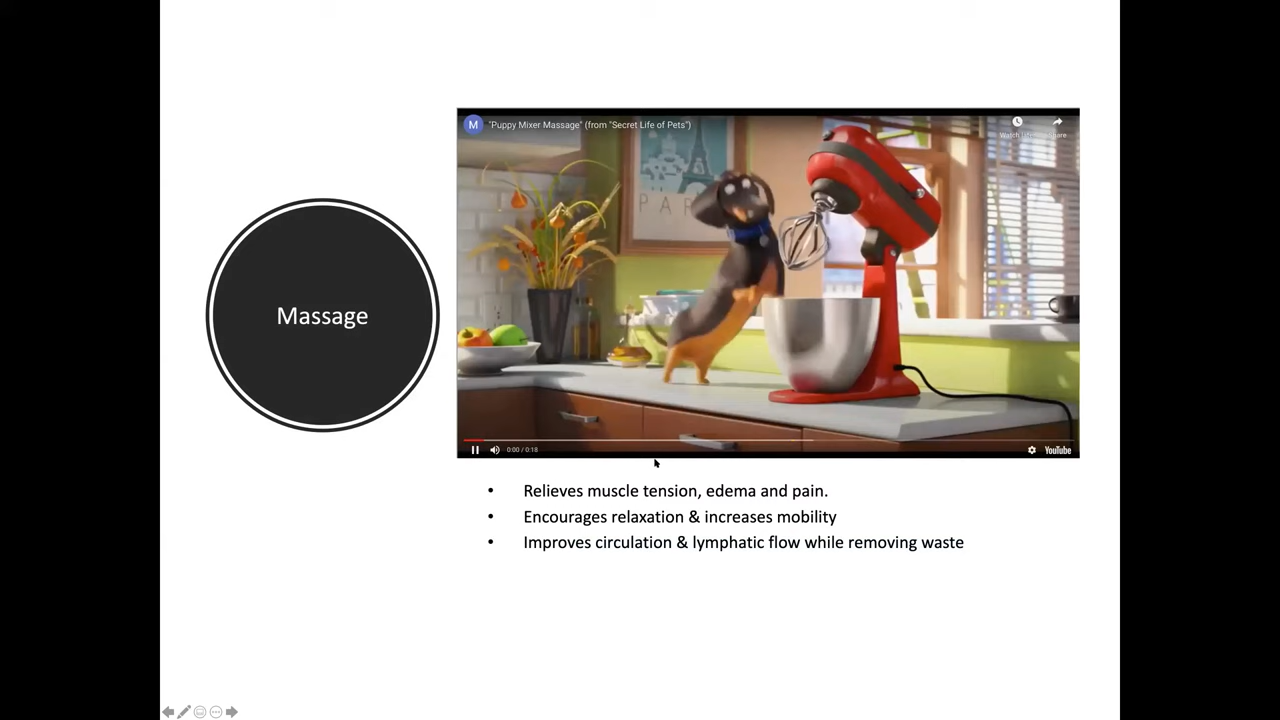 M "Puppy Mixer Massage" (from "Secret Life of Pets")
Watch later Share
PAR
Massage
0:00 / 0:18
YouTube
• Relieves muscle tension, edema and pain.
• Encourages relaxation & increases mobility
• Improves circulation & lymphatic flow while removing waste